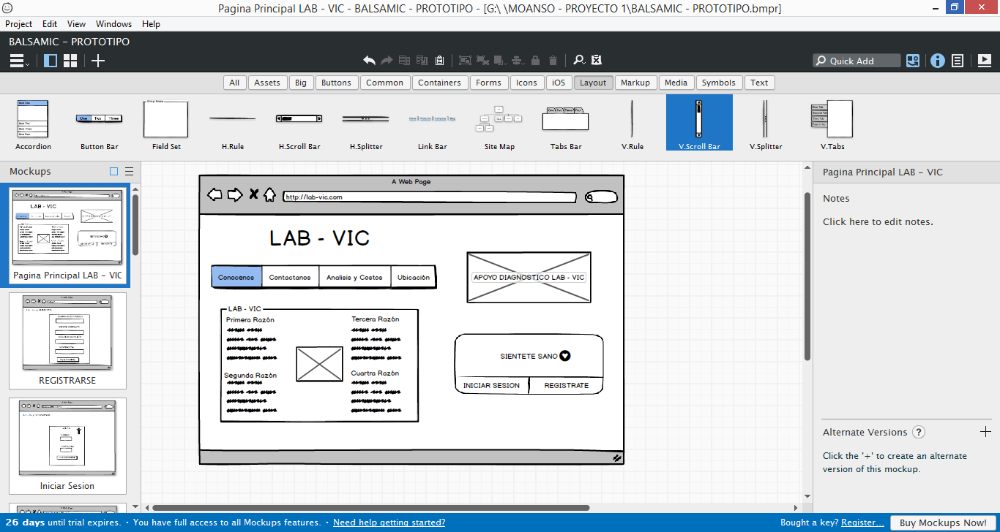 Pagina Principal LAB - VIC - BALSAMIC - PROTOTIPO - [G:\ \MOANSO - PROYECTO 1\BALSAMIC - PROTOTIPO.bmpr]
Project Edit View Windows Help
BALSAMIC - PROTOTIPO
Quick Add
All Assets Big Buttons Common Containers Forms Icons iOS Layout Markup Media Symbols Text
Accordion Button Bar Field Set H.Rule H.Scroll Bar H.Splitter Link Bar Site Map Tabs Bar V.Rule V.Scroll Bar V.Splitter V.Tabs
Mockups
Pagina Principal LAB - VIC
REGISTRARSE
Iniciar Sesion
A Web Page
http://lab-vic.com
LAB - VIC
Conocenos Contactanos Analisis y Costos Ubicación
APOYO DIAGNOSTICO LAB - VIC
LAB - VIC
Primera Razón
Tercera Razón
Segunda Razón
Cuartra Razón
SIENTETE SANO
INICIAR SESION REGISTRATE
Pagina Principal LAB - VIC
Notes
Click here to edit notes.
Alternate Versions ?
Click the '+' to create an alternate
version of this mockup.
26 days until trial expires. · You have full access to all Mockups features. · Need help getting started?
Bought a key? Register... Buy Mockups Now!